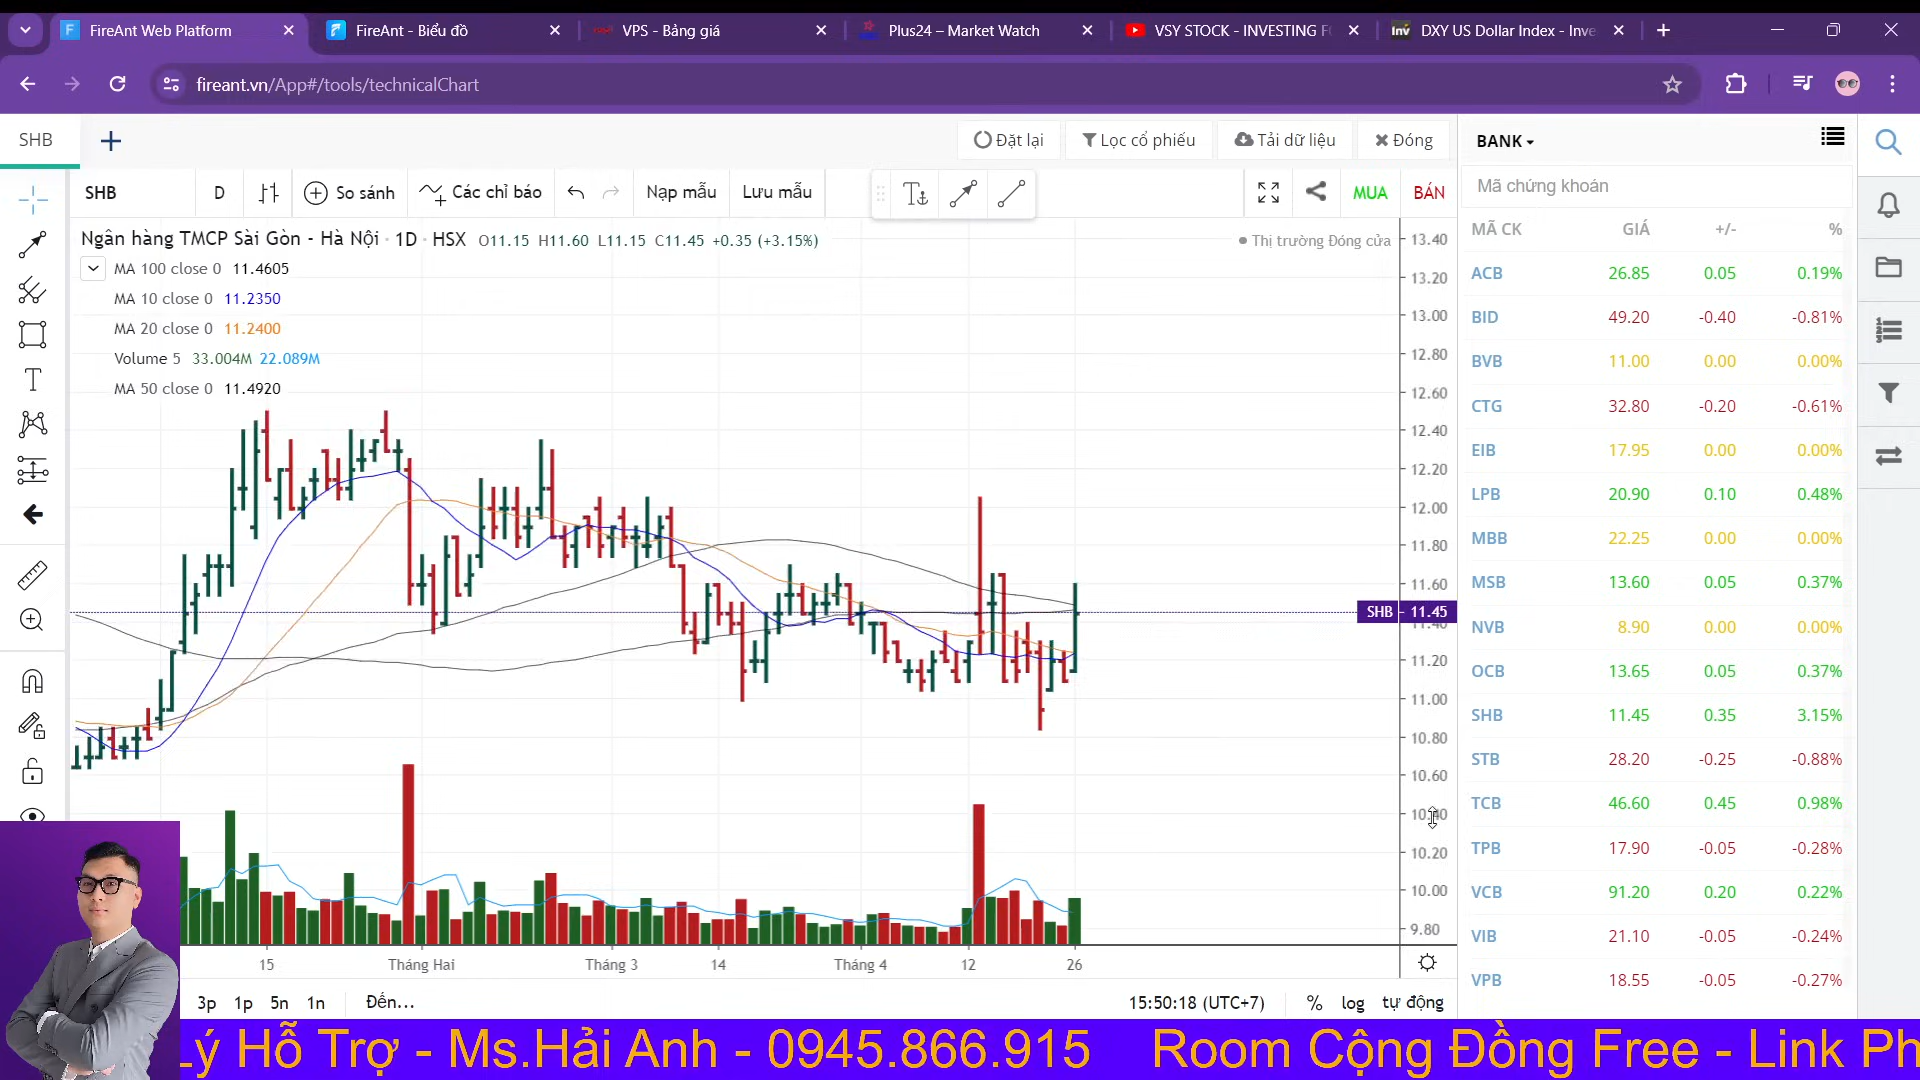 FireAnt Web Platform
FireAnt - Biểu đồ
VPS - Bảng giá
Plus24 – Market Watch
VSY STOCK - INVESTING F
DXY US Dollar Index - Inve
fireant.vn/App#/tools/technicalChart
SHB
Đặt lại
Lọc cổ phiếu
Tải dữ liệu
Đóng
BANK
SHB
D
So sánh
Các chỉ báo
Nạp mẫu
Lưu mẫu
MUA
BÁN
Mã chứng khoán
Ngân hàng TMCP Sài Gòn - Hà Nội · 1D · HSX O11.15 H11.60 L11.15 C11.45 +0.35 (+3.15%)
Thị trường Đóng cửa
MA 100 close 0 11.4605
MA 10 close 0 11.2350
MA 20 close 0 11.2400
Volume 5 33.004M 22.089M
MA 50 close 0 11.4920
13.40
13.20
13.00
12.80
12.60
12.40
12.20
12.00
11.80
11.60
SHB 11.45
11.40
11.20
11.00
10.80
10.60
10.40
10.20
10.00
9.80
MÃ CK GIÁ +/- %
ACB 26.85 0.05 0.19%
BID 49.20 -0.40 -0.81%
BVB 11.00 0.00 0.00%
CTG 32.80 -0.20 -0.61%
EIB 17.95 0.00 0.00%
LPB 20.90 0.10 0.48%
MBB 22.25 0.00 0.00%
MSB 13.60 0.05 0.37%
NVB 8.90 0.00 0.00%
OCB 13.65 0.05 0.37%
SHB 11.45 0.35 3.15%
STB 28.20 -0.25 -0.88%
TCB 46.60 0.45 0.98%
TPB 17.90 -0.05 -0.28%
VCB 91.20 0.20 0.22%
VIB 21.10 -0.05 -0.24%
VPB 18.55 -0.05 -0.27%
15 Tháng Hai Tháng 3 14 Tháng 4 12 26
3p 1p 5n 1n Đến...
15:50:18 (UTC+7) % log tự động
Lý Hỗ Trợ - Ms.Hải Anh - 0945.866.915 Room Cộng Đồng Free - Link Ph